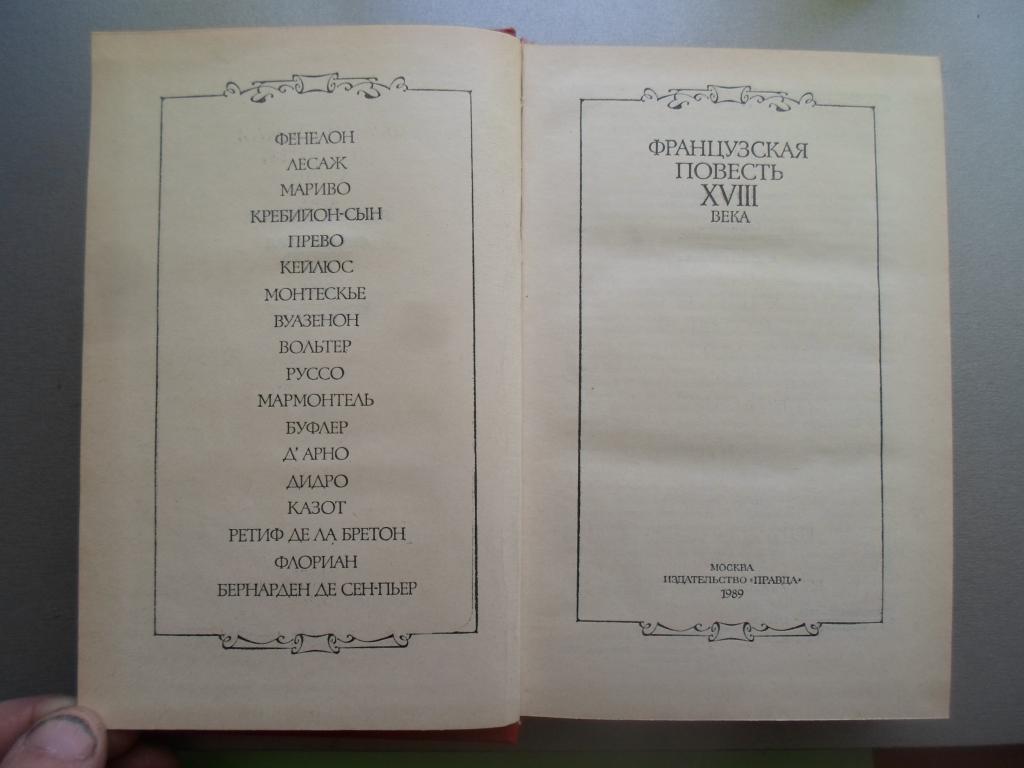 ФЕНЕЛОН
ЛЕСАЖ
МАРИВО
КРЕБИЙОН-СЫН
ПРЕВО
КЕЙЛЮС
МОНТЕСКЬЕ
ВУАЗЕНОН
ВОЛЬТЕР
РУССО
МАРМОНТЕЛЬ
БУФЛЕР
Д'АРНО
ДИДРО
КАЗОТ
РЕТИФ ДЕ ЛА БРЕТОН
ФЛОРИАН
БЕРНАРДЕН ДЕ СЕН-ПЬЕР
ФРАНЦУЗСКАЯ
ПОВЕСТЬ
XVIII
ВЕКА
МОСКВА
ИЗДАТЕЛЬСТВО «ПРАВДА»
1989